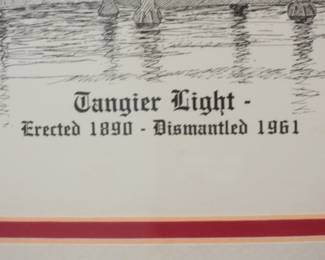 Tangier Light -
Erected 1890 - Dismantled 1961